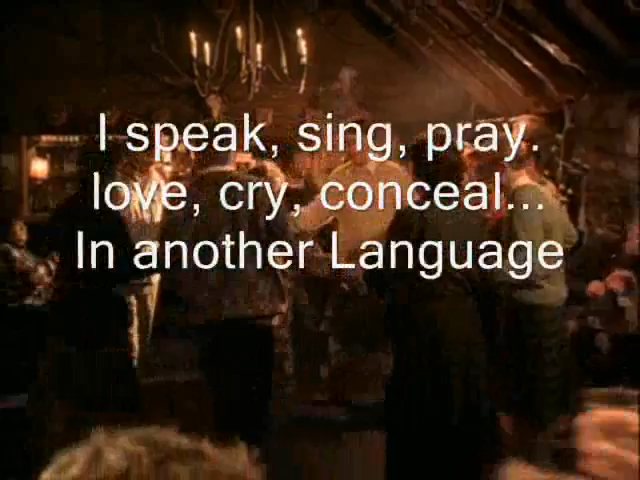 I speak, sing, pray.
love, cry, conceal...
In another Language